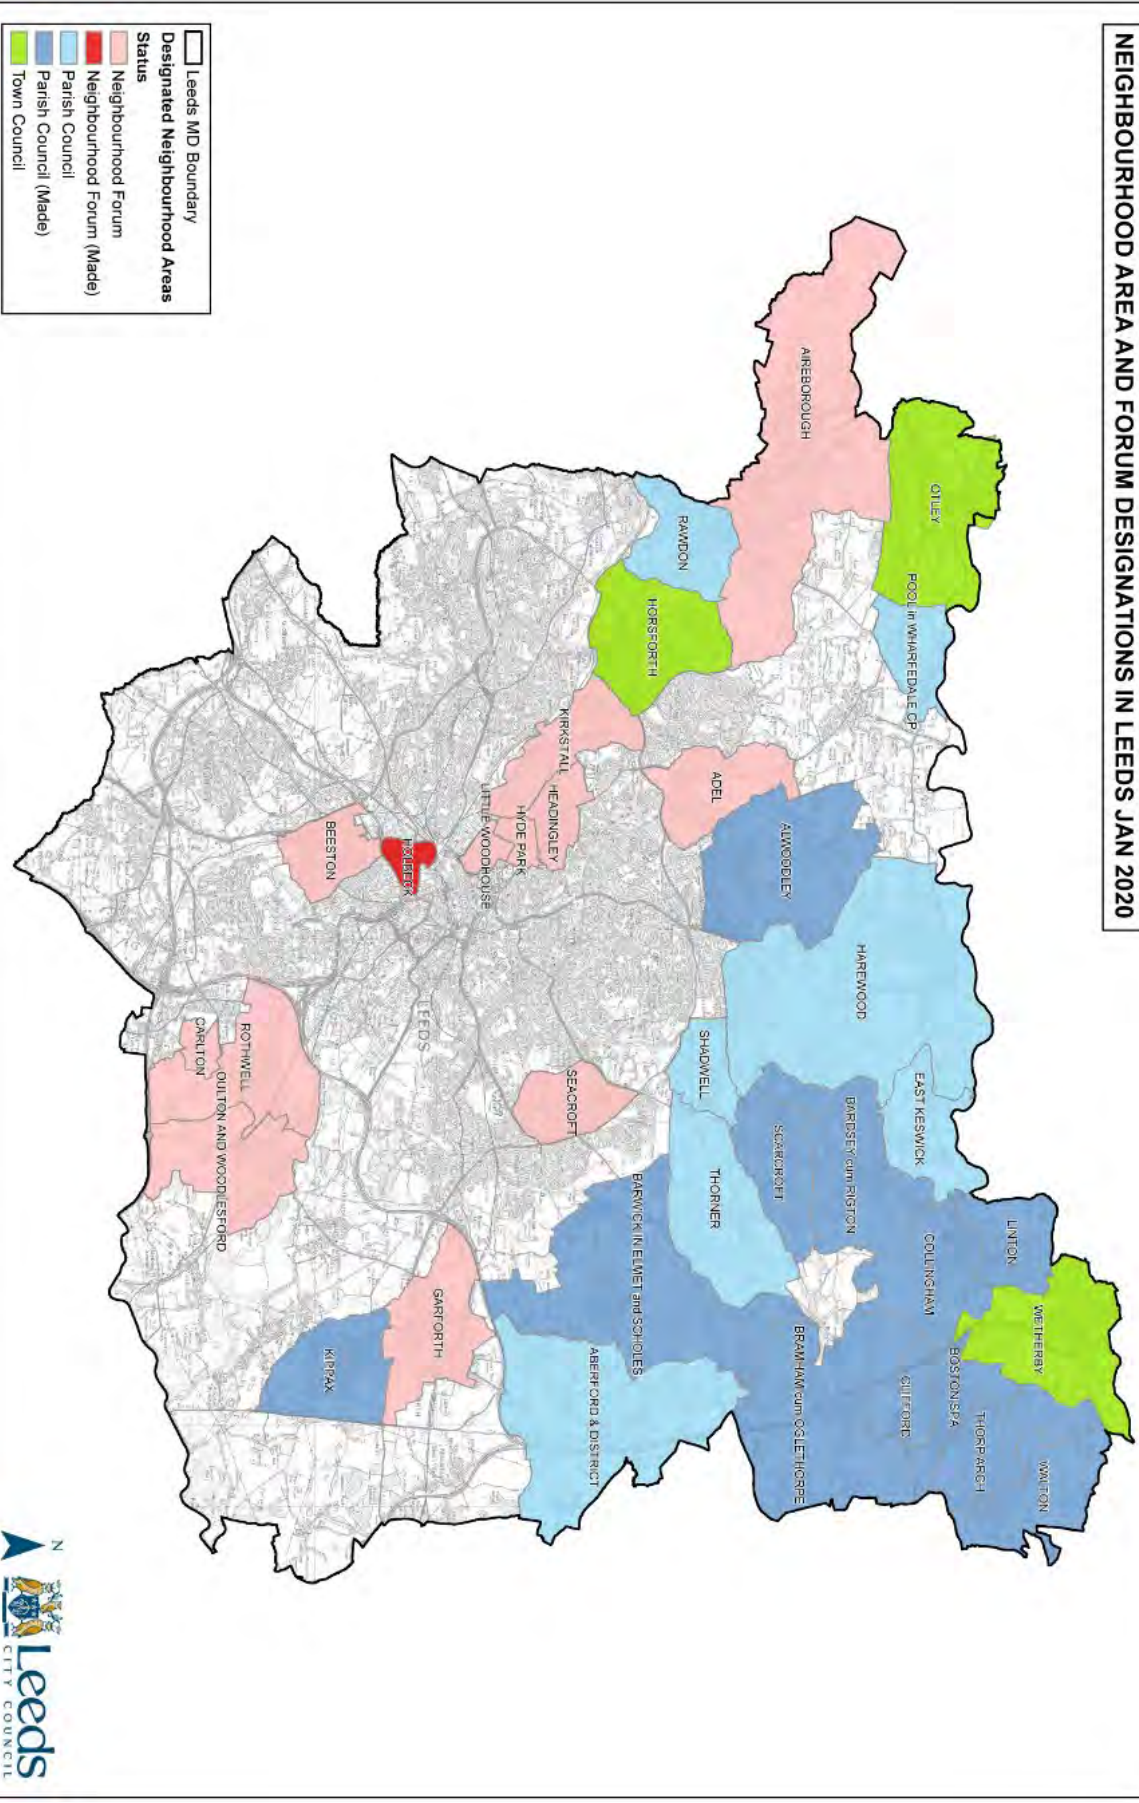 NEIGHBOURHOOD AREA AND FORUM DESIGNATIONS IN LEEDS JAN 2020
OTLEY
POOL in WHARFEDALE CP
AIREBOROUGH
RAWDON
HORSFORTH
ADEL
ALWOODLEY
HAREWOOD
EAST KESWICK
LINTON
WETHERBY
WALTON
THORP ARCH
BOSTON SPA
COLLINGHAM
CLIFFORD
BARDSEY cum RIGTON
SCARCROFT
BRAMHAM cum OGLETHORPE
SHADWELL
THORNER
BARWICK IN ELMET and SCHOLES
ABERFORD & DISTRICT
KIRKSTALL
HEADINGLEY
HYDE PARK
LITTLE WOODHOUSE
SEACROFT
LEEDS
HOLBECK
BEESTON
GARFORTH
KIPPAX
ROTHWELL
OULTON AND WOODLESFORD
CARLTON
Leeds MD Boundary
Designated Neighbourhood Areas
Status
Neighbourhood Forum
Neighbourhood Forum (Made)
Parish Council
Parish Council (Made)
Town Council
N
Leeds
CITY COUNCIL